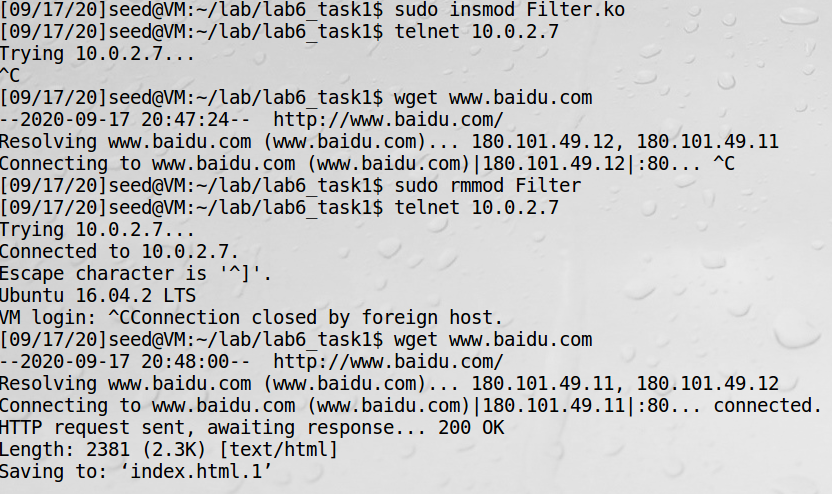 [09/17/20]seed@VM:~/lab/lab6_task1$ sudo insmod Filter.ko
[09/17/20]seed@VM:~/lab/lab6_task1$ telnet 10.0.2.7
Trying 10.0.2.7...
^C
[09/17/20]seed@VM:~/lab/lab6_task1$ wget www.baidu.com
--2020-09-17 20:47:24--  http://www.baidu.com/
Resolving www.baidu.com (www.baidu.com)... 180.101.49.12, 180.101.49.11
Connecting to www.baidu.com (www.baidu.com)|180.101.49.12|:80... ^C
[09/17/20]seed@VM:~/lab/lab6_task1$ sudo rmmod Filter
[09/17/20]seed@VM:~/lab/lab6_task1$ telnet 10.0.2.7
Trying 10.0.2.7...
Connected to 10.0.2.7.
Escape character is '^]'.
Ubuntu 16.04.2 LTS
VM login: ^CConnection closed by foreign host.
[09/17/20]seed@VM:~/lab/lab6_task1$ wget www.baidu.com
--2020-09-17 20:48:00--  http://www.baidu.com/
Resolving www.baidu.com (www.baidu.com)... 180.101.49.11, 180.101.49.12
Connecting to www.baidu.com (www.baidu.com)|180.101.49.11|:80... connected.
HTTP request sent, awaiting response... 200 OK
Length: 2381 (2.3K) [text/html]
Saving to: ‘index.html.1’